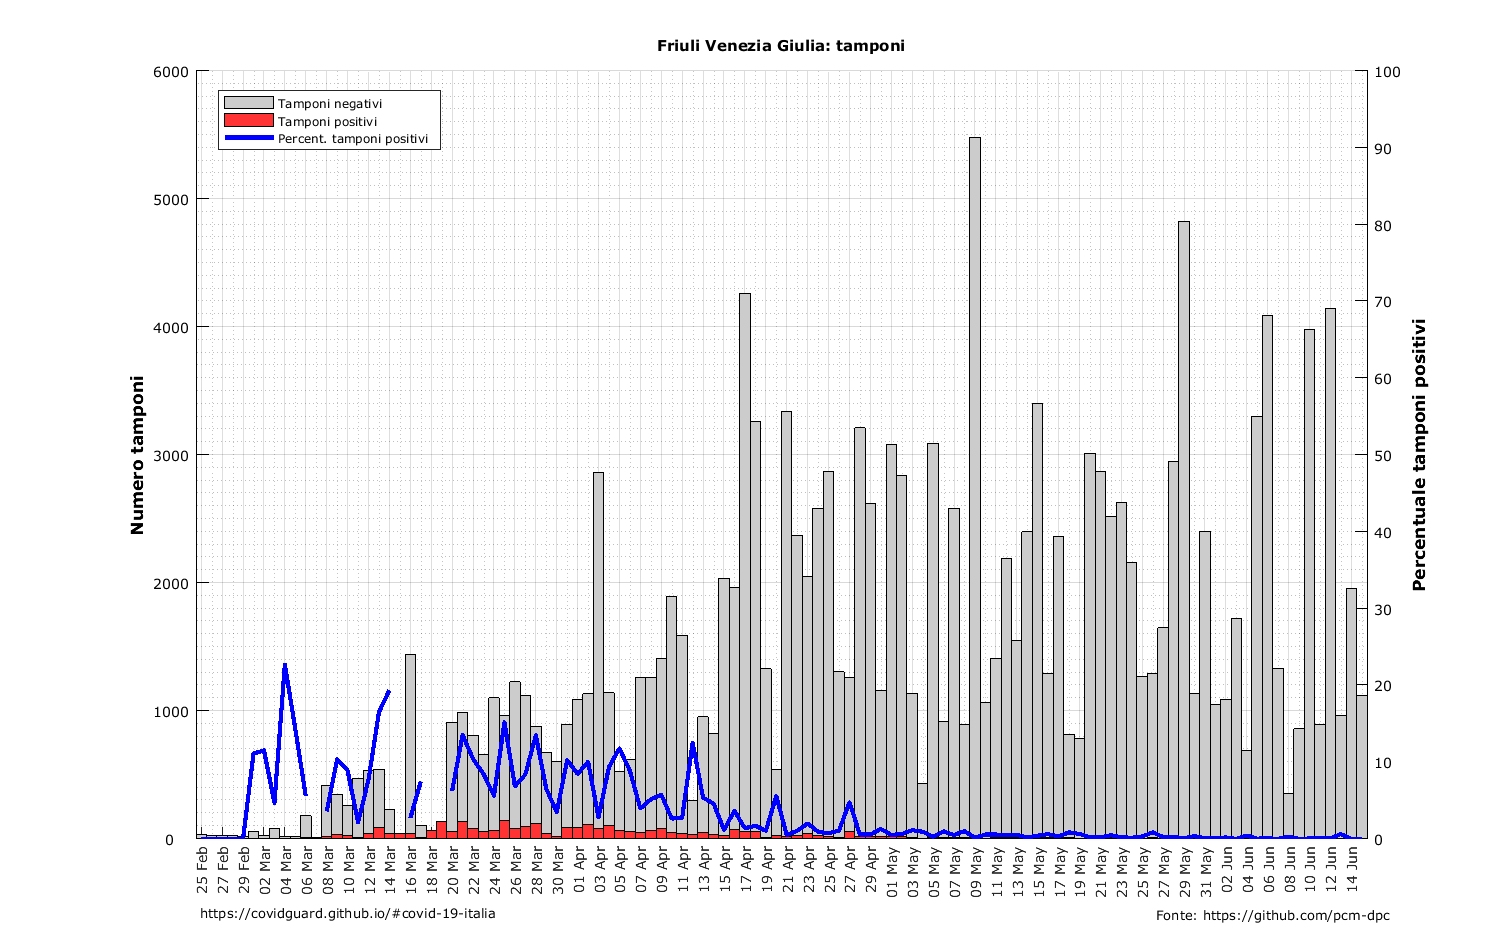 Friuli Venezia Giulia: tamponi
6000
5000
4000
3000
2000
1000
0
Numero tamponi
Tamponi negativi
Tamponi positivi
Percent. tamponi positivi
100
90
80
70
60
50
40
30
20
10
0
Percentuale tamponi positivi
25 Feb
27 Feb
29 Feb
02 Mar
04 Mar
06 Mar
08 Mar
10 Mar
12 Mar
14 Mar
16 Mar
18 Mar
20 Mar
22 Mar
24 Mar
26 Mar
28 Mar
30 Mar
01 Apr
03 Apr
05 Apr
07 Apr
09 Apr
11 Apr
13 Apr
15 Apr
17 Apr
19 Apr
21 Apr
23 Apr
25 Apr
27 Apr
29 Apr
01 May
03 May
05 May
07 May
09 May
11 May
13 May
15 May
17 May
19 May
21 May
23 May
25 May
27 May
29 May
31 May
02 Jun
04 Jun
06 Jun
08 Jun
10 Jun
12 Jun
14 Jun
https://covidguard.github.io/#covid-19-italia
Fonte: https://github.com/pcm-dpc